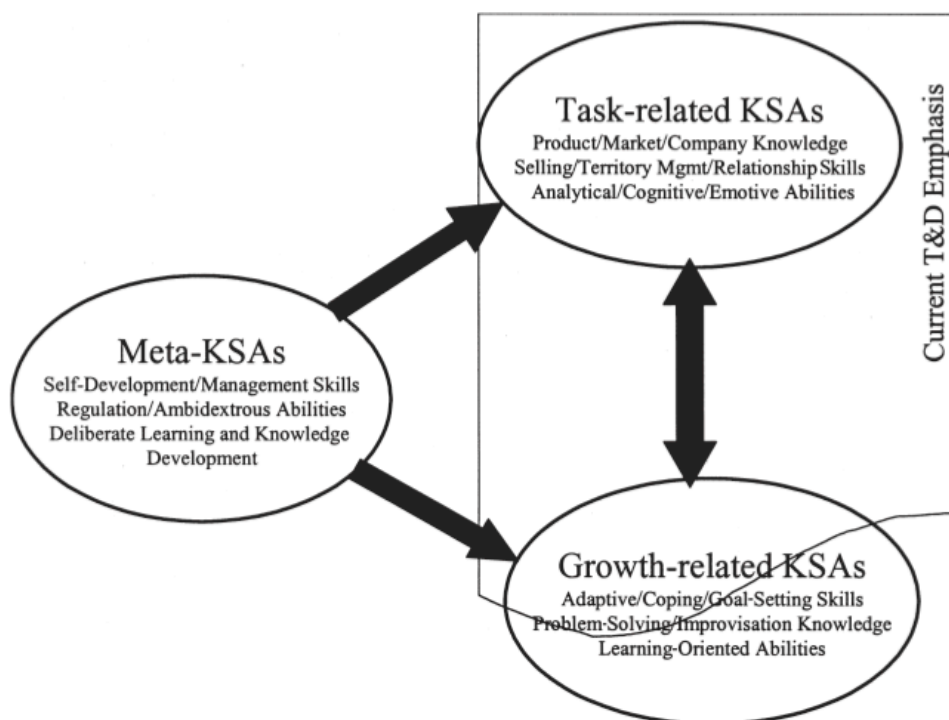 Task-related KSAs
Product/Market/Company Knowledge
Selling/Territory Mgmt/Relationship Skills
Analytical/Cognitive/Emotive Abilities
Current T&D Emphasis
Meta-KSAs
Self-Development/Management Skills
Regulation/Ambidextrous Abilities
Deliberate Learning and Knowledge
Development
Growth-related KSAs
Adaptive/Coping/Goal-Setting Skills
Problem-Solving/Improvisation Knowledge
Learning-Oriented Abilities